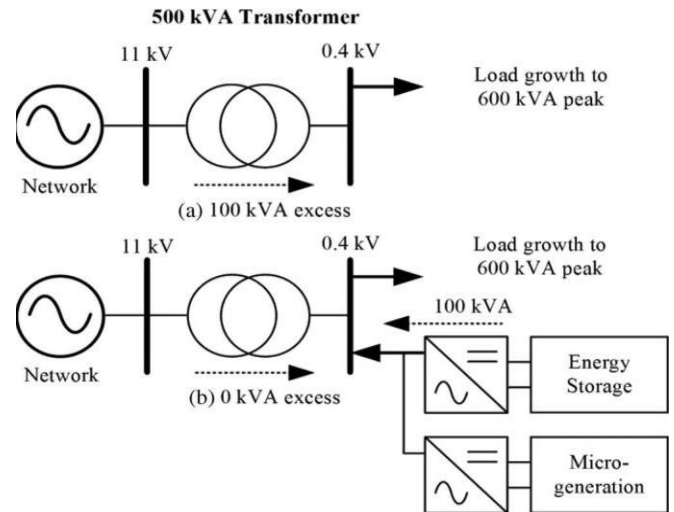 500 kVA Transformer
11 kV
0.4 kV
Load growth to
600 kVA peak
Network
(a) 100 kVA excess
11 kV
0.4 kV
Load growth to
600 kVA peak
100 kVA
Network
(b) 0 kVA excess
Energy
Storage
Micro-
generation